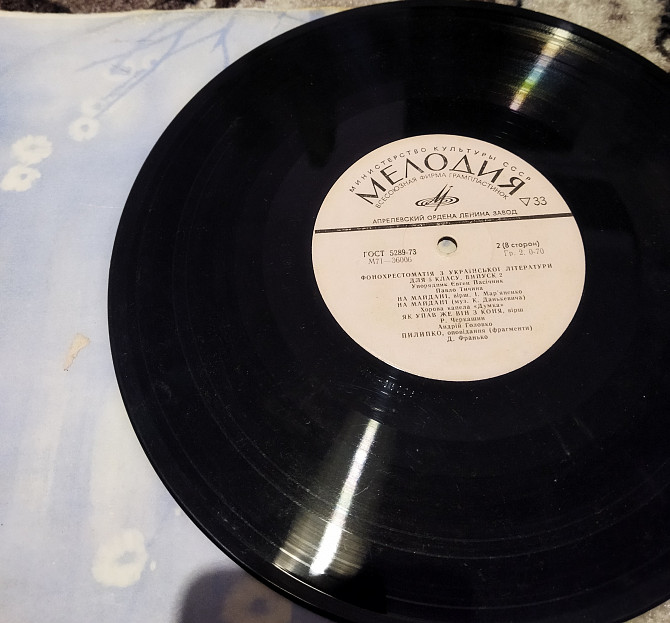 МИНИСТЕРСТВО КУЛЬТУРЫ СССР
МЕЛОДИЯ
ВСЕСОЮЗНАЯ ФИРМА ГРАМПЛАСТИНОК
33
АПРЕЛЕВСКИЙ ОРДЕНА ЛЕНИНА ЗАВОД
ГОСТ 5289-73
М71—36006
2 (8 сторон)
Гр. 2. 0-70
ФОНОХРЕСТОМАТІЯ З УКРАЇНСЬКОЇ ЛІТЕРАТУРИ
ДЛЯ 5 КЛАСУ. ВИПУСК 2
Упорядник Євген Пасічник
Павло Тичина
НА МАЙДАНІ, вірш. І. Мар'яненко
НА МАЙДАНІ (муз. К. Данькевича)
Хорова капела «Думка»
ЯК УПАВ ЖЕ ВІН З КОНЯ, вірш
Р. Черкашин
Андрій Головко
ПИЛИПКО, оповідання (фрагменти)
Д. Франько